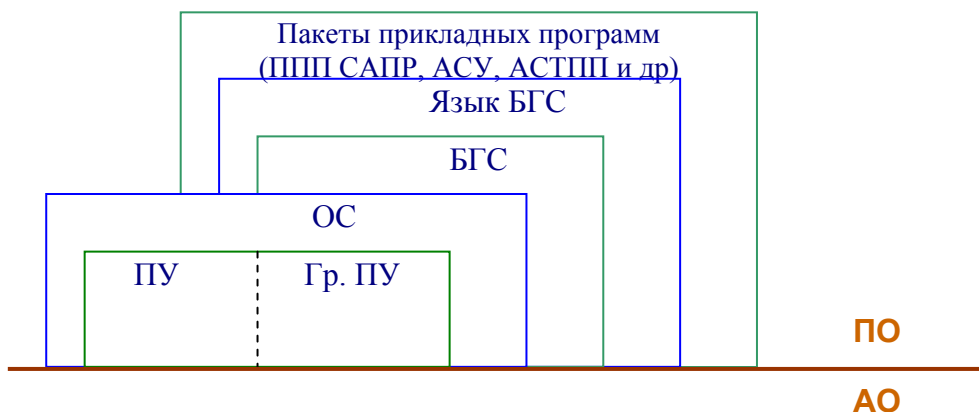 Пакеты прикладных программ
(ППП САПР, АСУ, АСТПП и др)
Язык БГС
БГС
ОС
ПУ
Гр. ПУ
ПО
АО